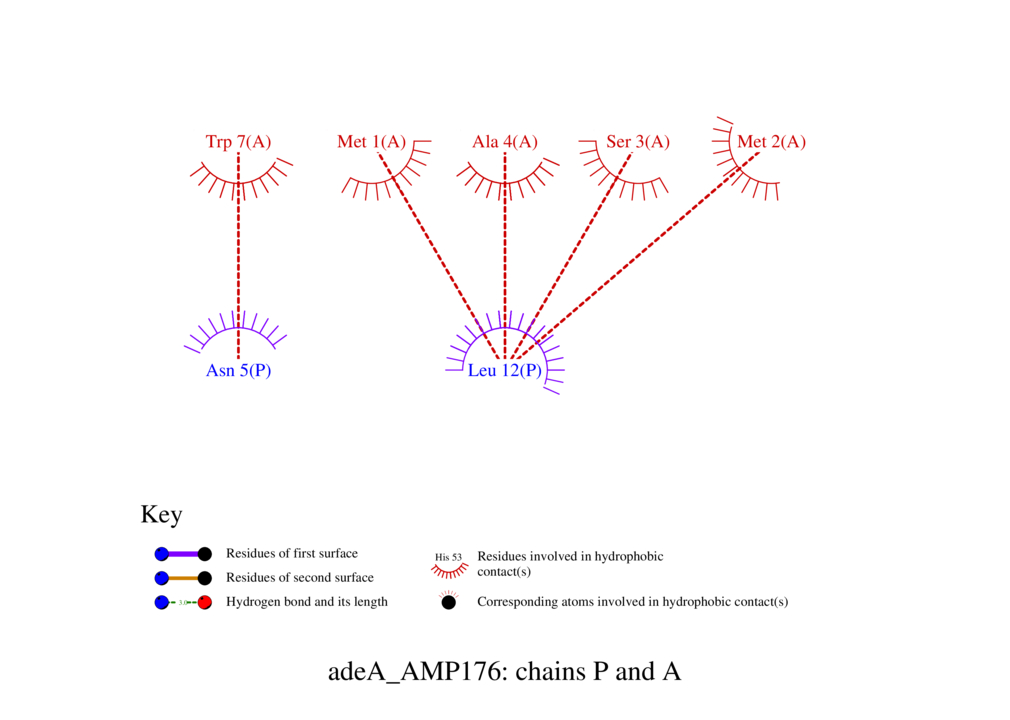 Trp 7(A) Met 1(A) Ala 4(A) Ser 3(A) Met 2(A)
Asn 5(P) Leu 12(P)
Key
Residues of first surface
Residues of second surface
3.0
Hydrogen bond and its length
His 53
Residues involved in hydrophobic
contact(s)
Corresponding atoms involved in hydrophobic contact(s)
adeA_AMP176: chains P and A